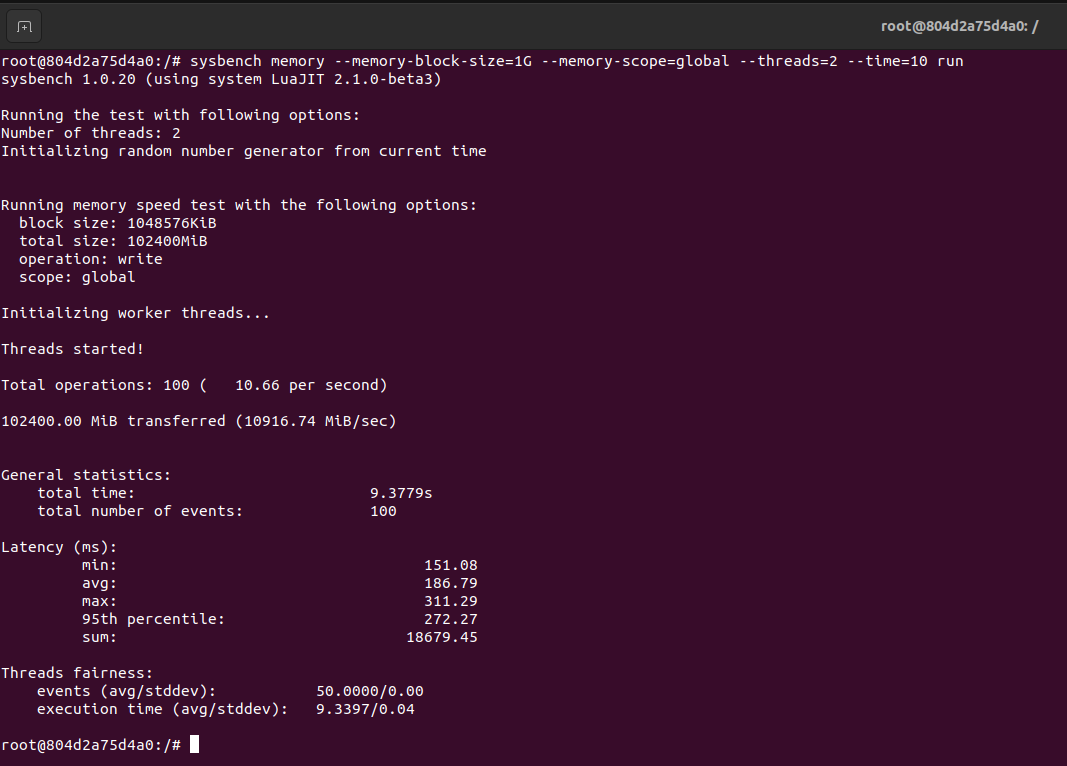 root@804d2a75d4a0: /
root@804d2a75d4a0:/# sysbench memory --memory-block-size=1G --memory-scope=global --threads=2 --time=10 run
sysbench 1.0.20 (using system LuaJIT 2.1.0-beta3)
Running the test with following options:
Number of threads: 2
Initializing random number generator from current time
Running memory speed test with the following options:
block size: 1048576KiB
total size: 102400MiB
operation: write
scope: global
Initializing worker threads...
Threads started!
Total operations: 100 (   10.66 per second)
102400.00 MiB transferred (10916.74 MiB/sec)
General statistics:
total time: 9.3779s
total number of events: 100
Latency (ms):
min: 151.08
avg: 186.79
max: 311.29
95th percentile: 272.27
sum: 18679.45
Threads fairness:
events (avg/stddev): 50.0000/0.00
execution time (avg/stddev): 9.3397/0.04
root@804d2a75d4a0:/#